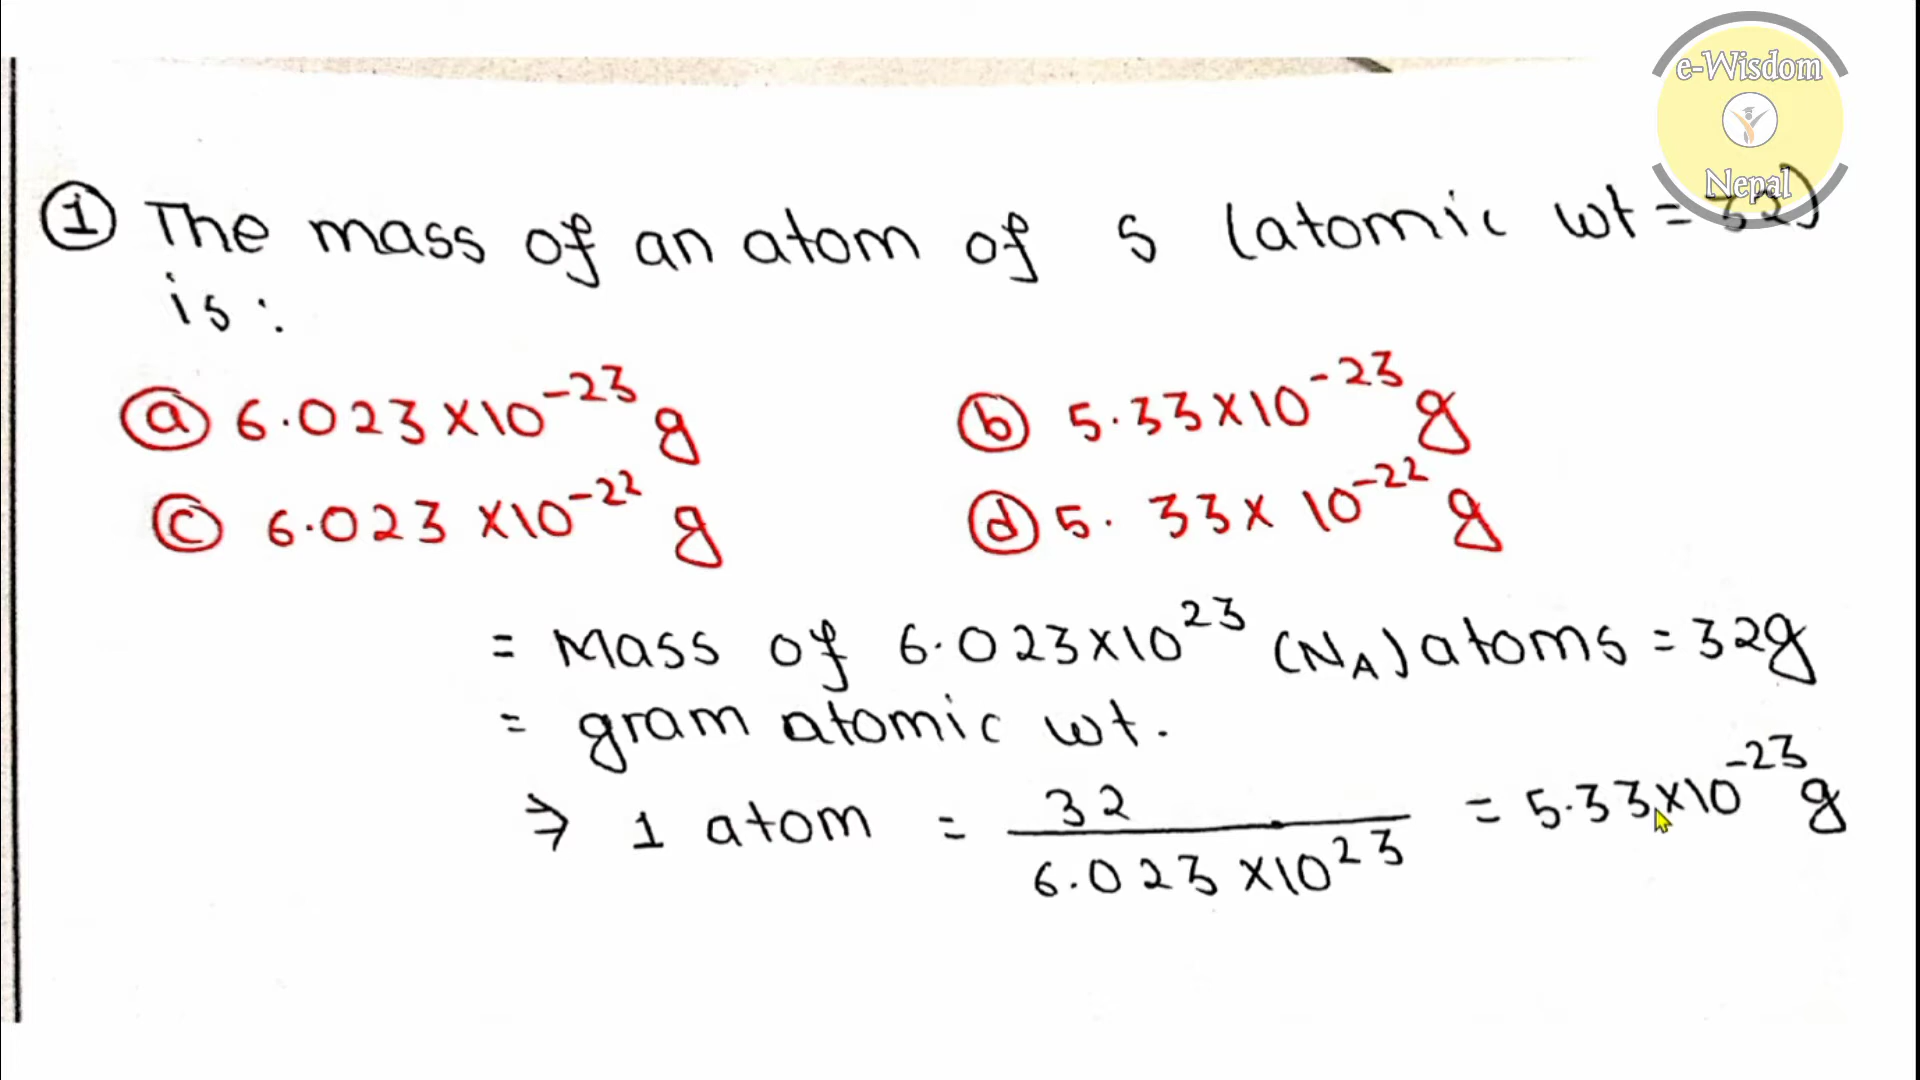 e-Wisdom
Nepal
① The mass of an atom of S (atomic wt = 32)
is :
ⓐ 6.023 × 10⁻²³ g ⓑ 5.33 × 10⁻²³ g
ⓒ 6.023 × 10⁻²² g ⓓ 5. 33 × 10⁻²² g
= Mass of 6.023 × 10²³ (N_A) atoms = 32g
= gram atomic wt.
⇒ 1 atom = 32 / 6.023 × 10²³ = 5.33 × 10⁻²³ g